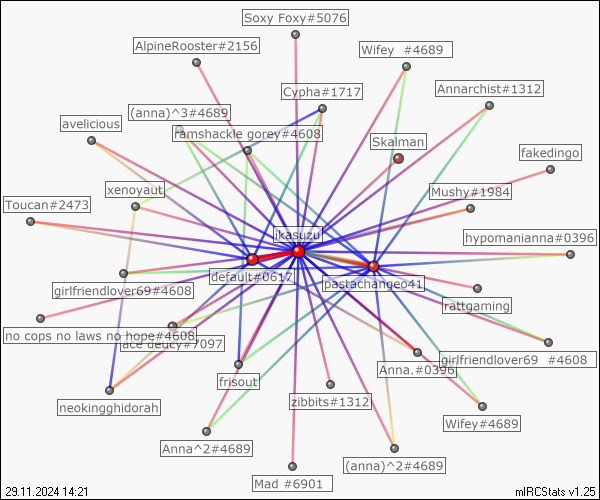 Soxy Foxy#5076
AlpineRooster#2156
Wifey  #4689
Cypha#1717
Annarchist#1312
(anna)^3#4689
avelicious
ramshackle gorey#4608
Skalman
fakedingo
xenoyaut
Mushy#1984
Toucan#2473
ikasuzu
hypomanianna#0396
default#0617
pastachangeo41
girlfriendlover69#4608
rattgaming
no cops no laws no hope#4608
ace deucy#7097
girlfriendlover69  #4608
Anna.#0396
frisout
zibbits#1312
neokingghidorah
Wifey#4689
Anna^2#4689
(anna)^2#4689
Mad #6901
29.11.2024 14:21
mIRCStats v1.25